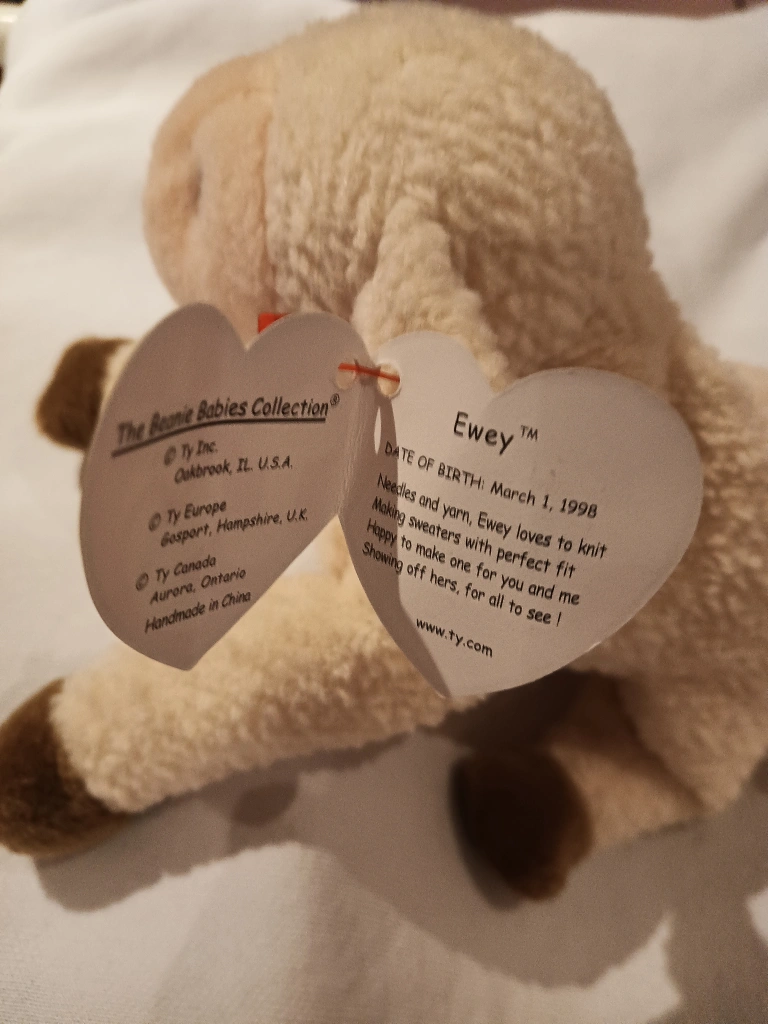 The Beanie Babies Collection®
© Ty Inc.
Oakbrook, IL. U.S.A.
© Ty Europe
Gosport, Hampshire, U.K.
© Ty Canada
Aurora, Ontario
Handmade in China
Ewey™
DATE OF BIRTH: March 1, 1998
Needles and yarn, Ewey loves to knit
Making sweaters with perfect fit
Happy to make one for you and me
Showing off hers, for all to see !
www.ty.com